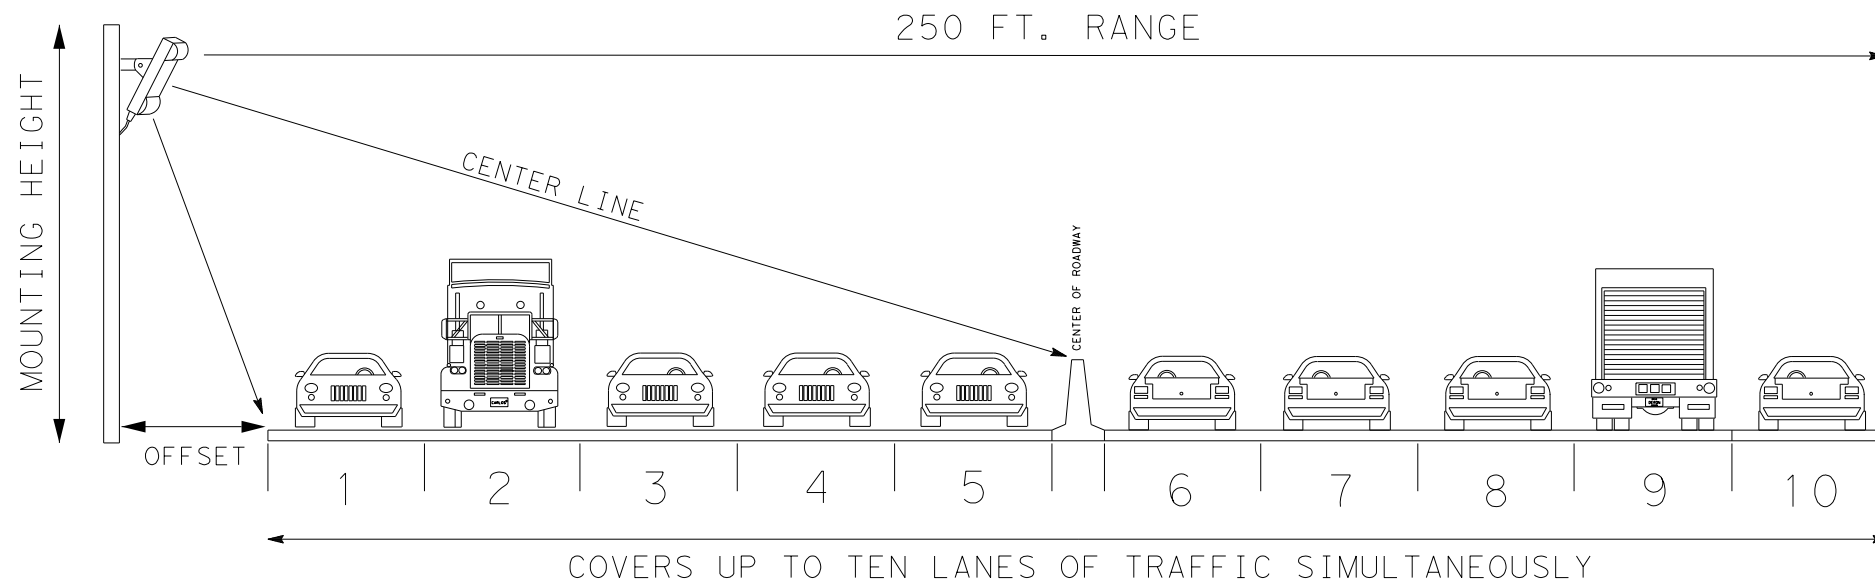 250 FT. RANGE
MOUNTING HEIGHT
CENTER LINE
CENTER OF ROADWAY
OFFSET
1 2 3 4 5 6 7 8 9 10
COVERS UP TO TEN LANES OF TRAFFIC SIMULTANEOUSLY